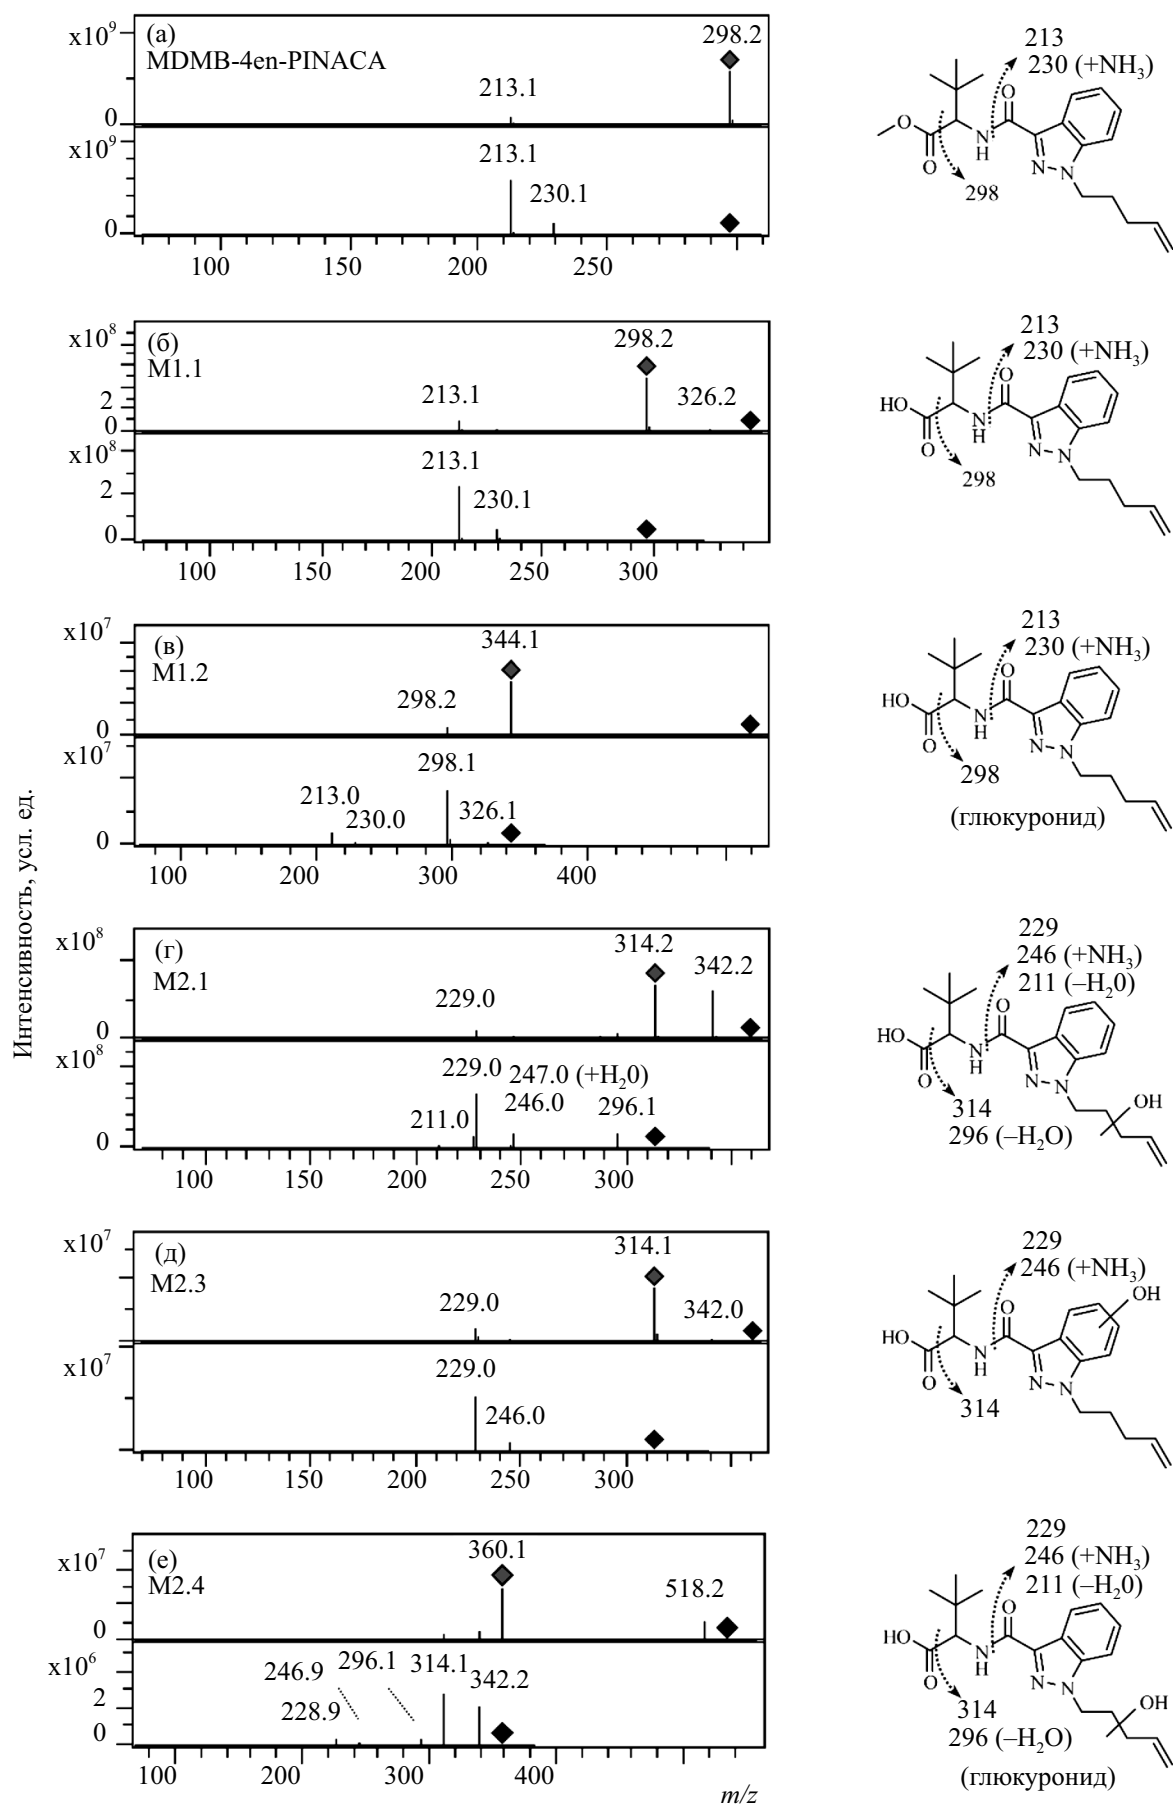 Интенсивность, усл. ед.
x10⁹
(а)
MDMB-4en-PINACA
298.2
213.1
0
x10⁹
213.1
230.1
0
100 150 200 250
213
230 (+NH₃)
O
O
O
N
H
N
N
298
x10⁸
(б)
M1.1
298.2
326.2
213.1
2
0
x10⁸
213.1
230.1
2
0
100 150 200 250 300
213
230 (+NH₃)
HO
O
O
N
H
N
N
298
x10⁷
(в)
M1.2
344.1
298.2
0
x10⁷
298.1
213.0
230.0
326.1
0
100 200 300 400
213
230 (+NH₃)
HO
O
O
N
H
N
N
298
(глюкуронид)
x10⁸
(г)
M2.1
314.2
342.2
229.0
0
x10⁸
229.0
247.0 (+H₂0)
211.0
246.0
296.1
0
100 150 200 250 300
229
246 (+NH₃)
211 (–H₂0)
HO
O
O
N
H
N
N
OH
314
296 (–H₂O)
x10⁷
(д)
M2.3
314.1
229.0
342.0
x10⁷
229.0
246.0
100 150 200 250 300
229
246 (+NH₃)
OH
HO
O
O
N
H
N
N
314
x10⁷
(е)
M2.4
360.1
518.2
0
x10⁶
246.9
296.1
314.1
342.2
228.9
2
0
100 200 300 400
m/z
229
246 (+NH₃)
211 (–H₂0)
HO
O
O
N
H
N
N
OH
314
296 (–H₂O)
(глюкуронид)